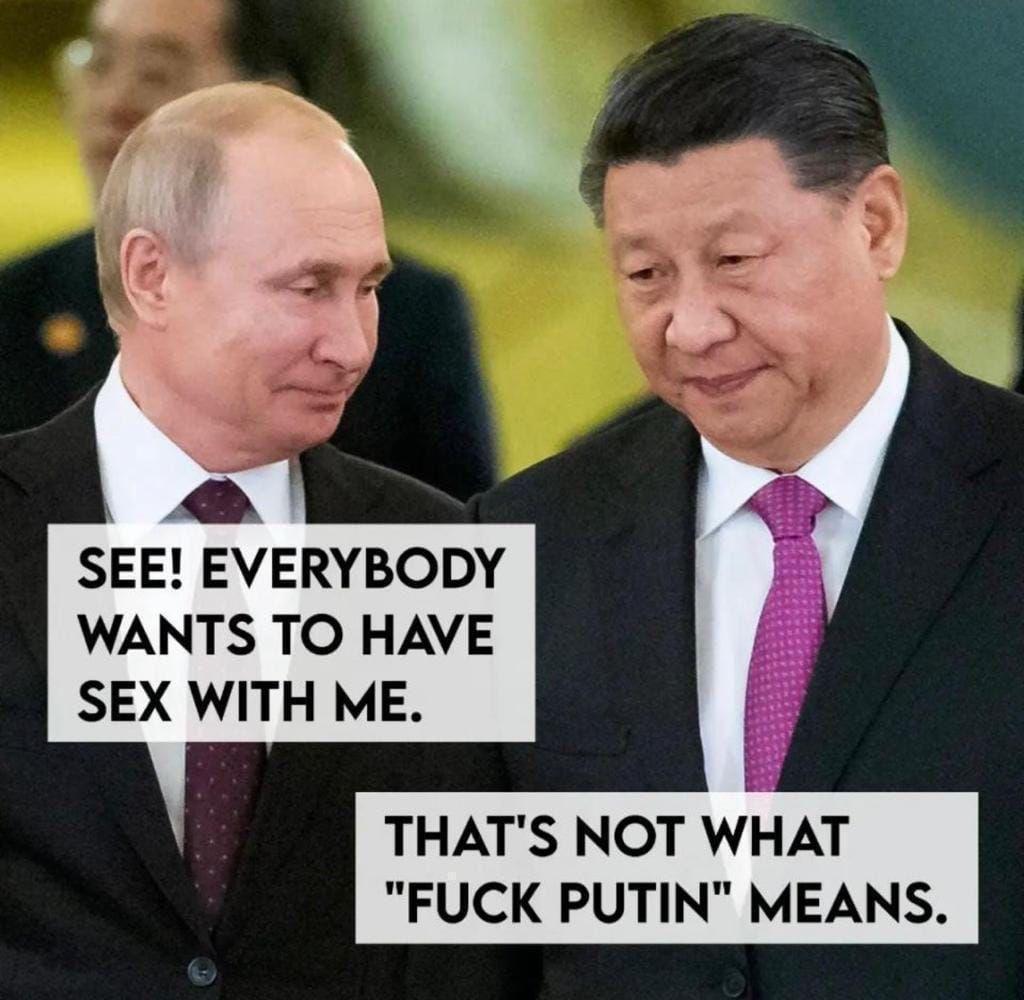 SEE! EVERYBODY
WANTS TO HAVE
SEX WITH ME.
THAT'S NOT WHAT
"FUCK PUTIN" MEANS.